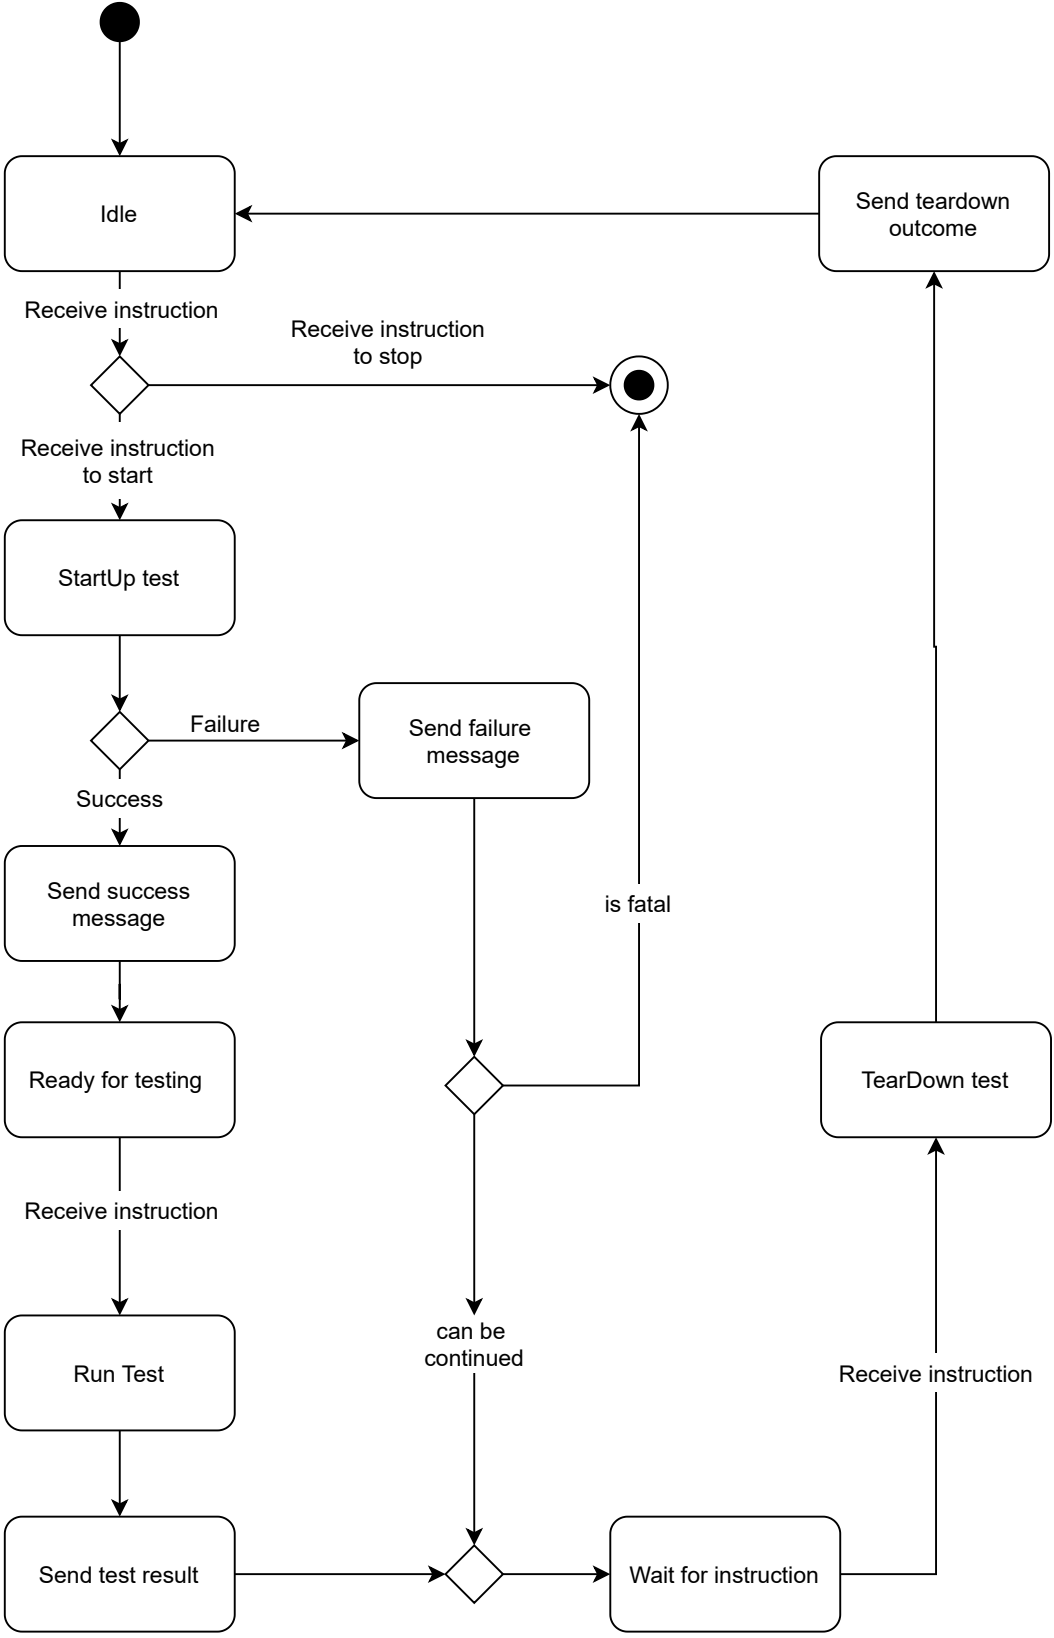 Idle
Send teardown
outcome
Receive instruction
Receive instruction
to stop
Receive instruction
to start
StartUp test
Failure
Send failure
message
Success
Send success
message
is fatal
Ready for testing
TearDown test
Receive instruction
can be
continued
Run Test
Receive instruction
Send test result
Wait for instruction